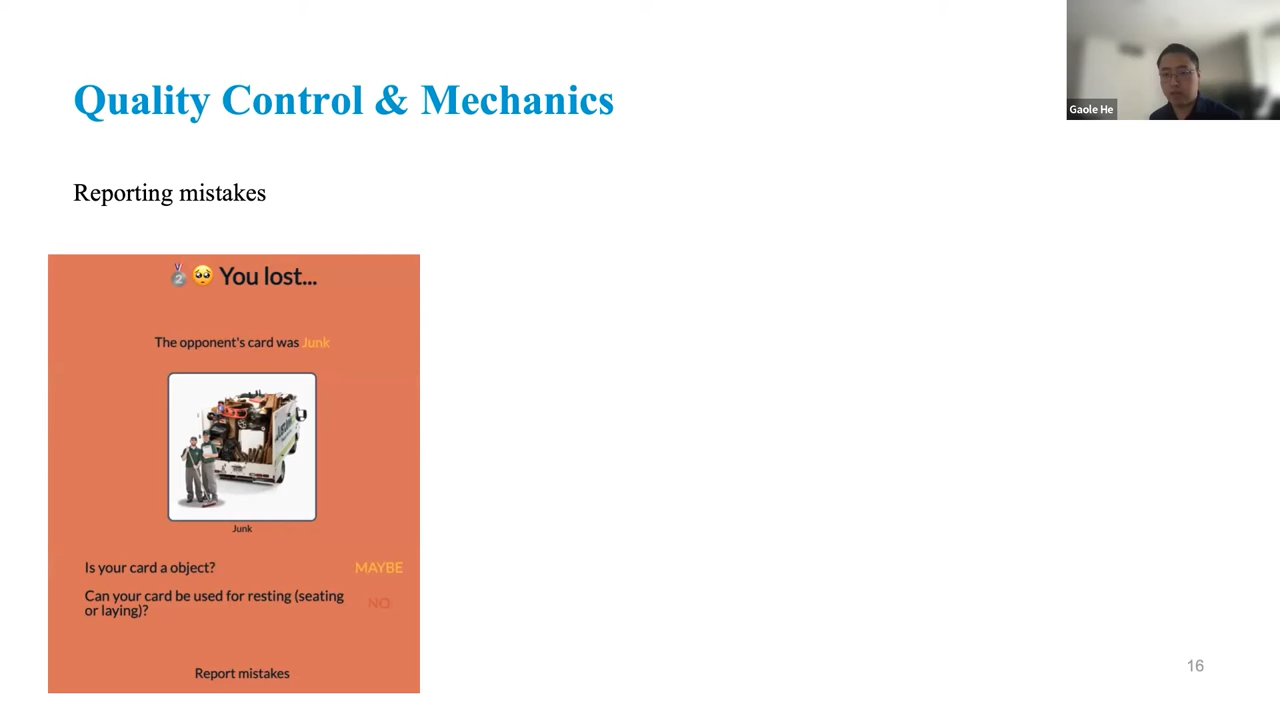 Quality Control & Mechanics
Gaole He
Reporting mistakes
You lost...
The opponent's card was Junk
Junk
Is your card a object? MAYBE
Can your card be used for resting (seating
or laying)? NO
Report mistakes
16